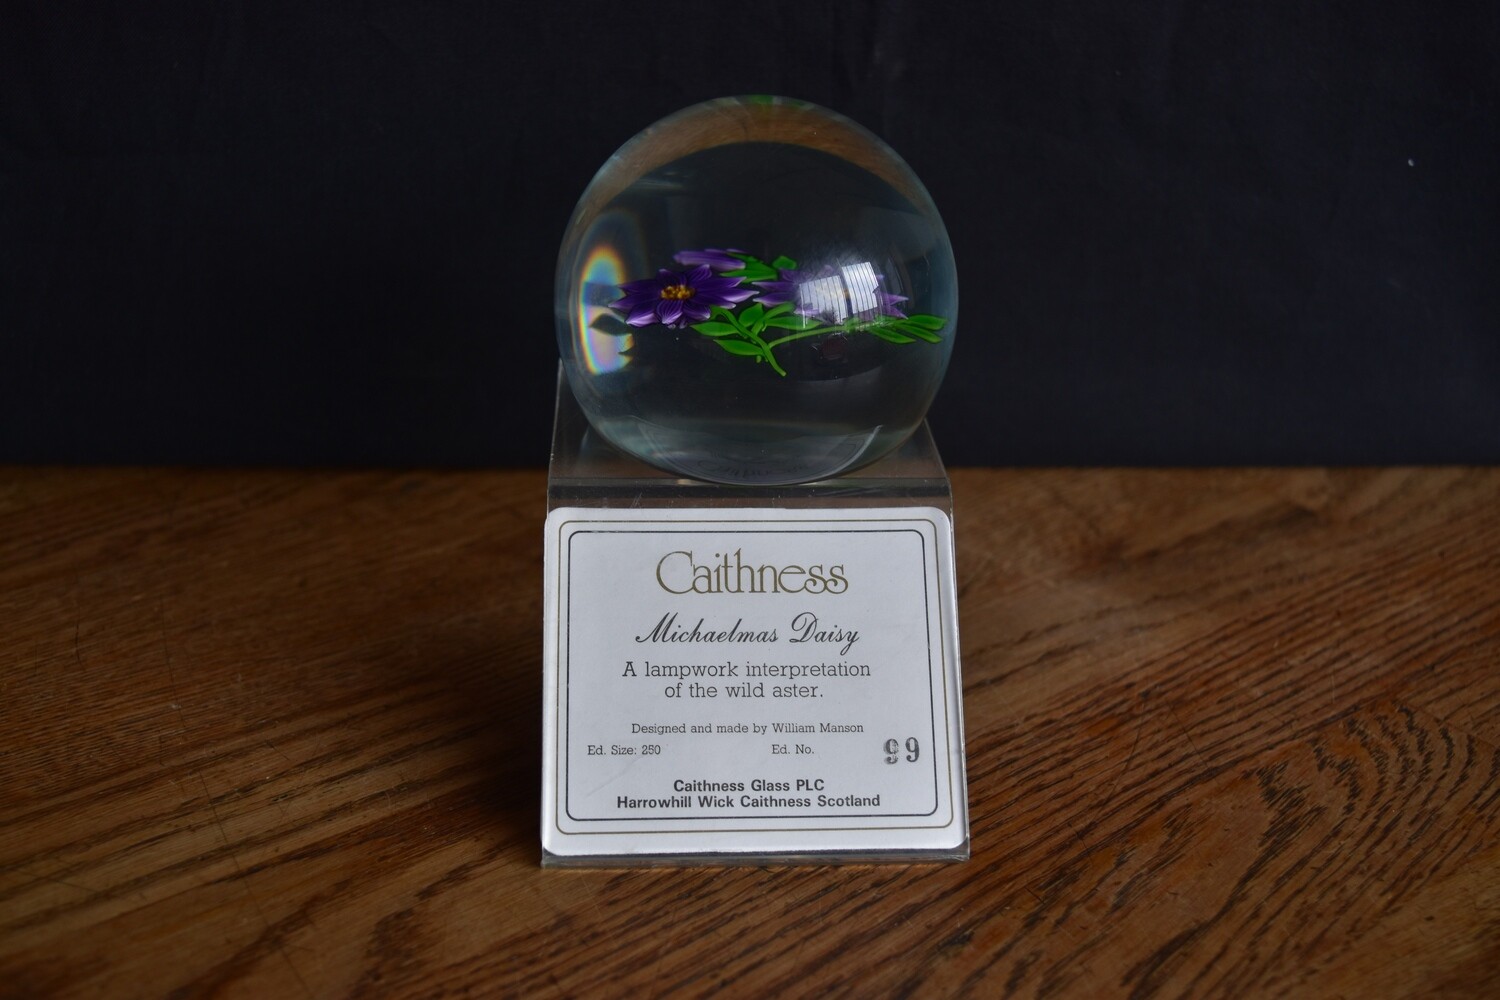 Caithness
Michaelmas Daisy
A lampwork interpretation
of the wild aster.
Designed and made by William Manson
Ed. Size: 250 Ed. No. 99
Caithness Glass PLC
Harrowhill Wick Caithness Scotland